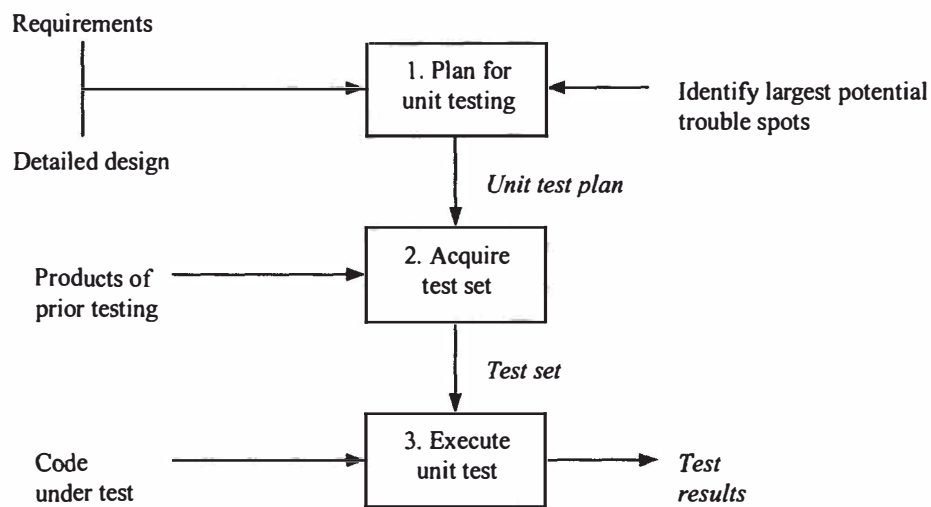 Requirements
1. Plan for
unit testing
Identify largest potential
trouble spots
Detailed design
Unit test plan
2. Acquire
test set
Products of
prior testing
Test set
3. Execute
unit test
Code
under test
Test
results